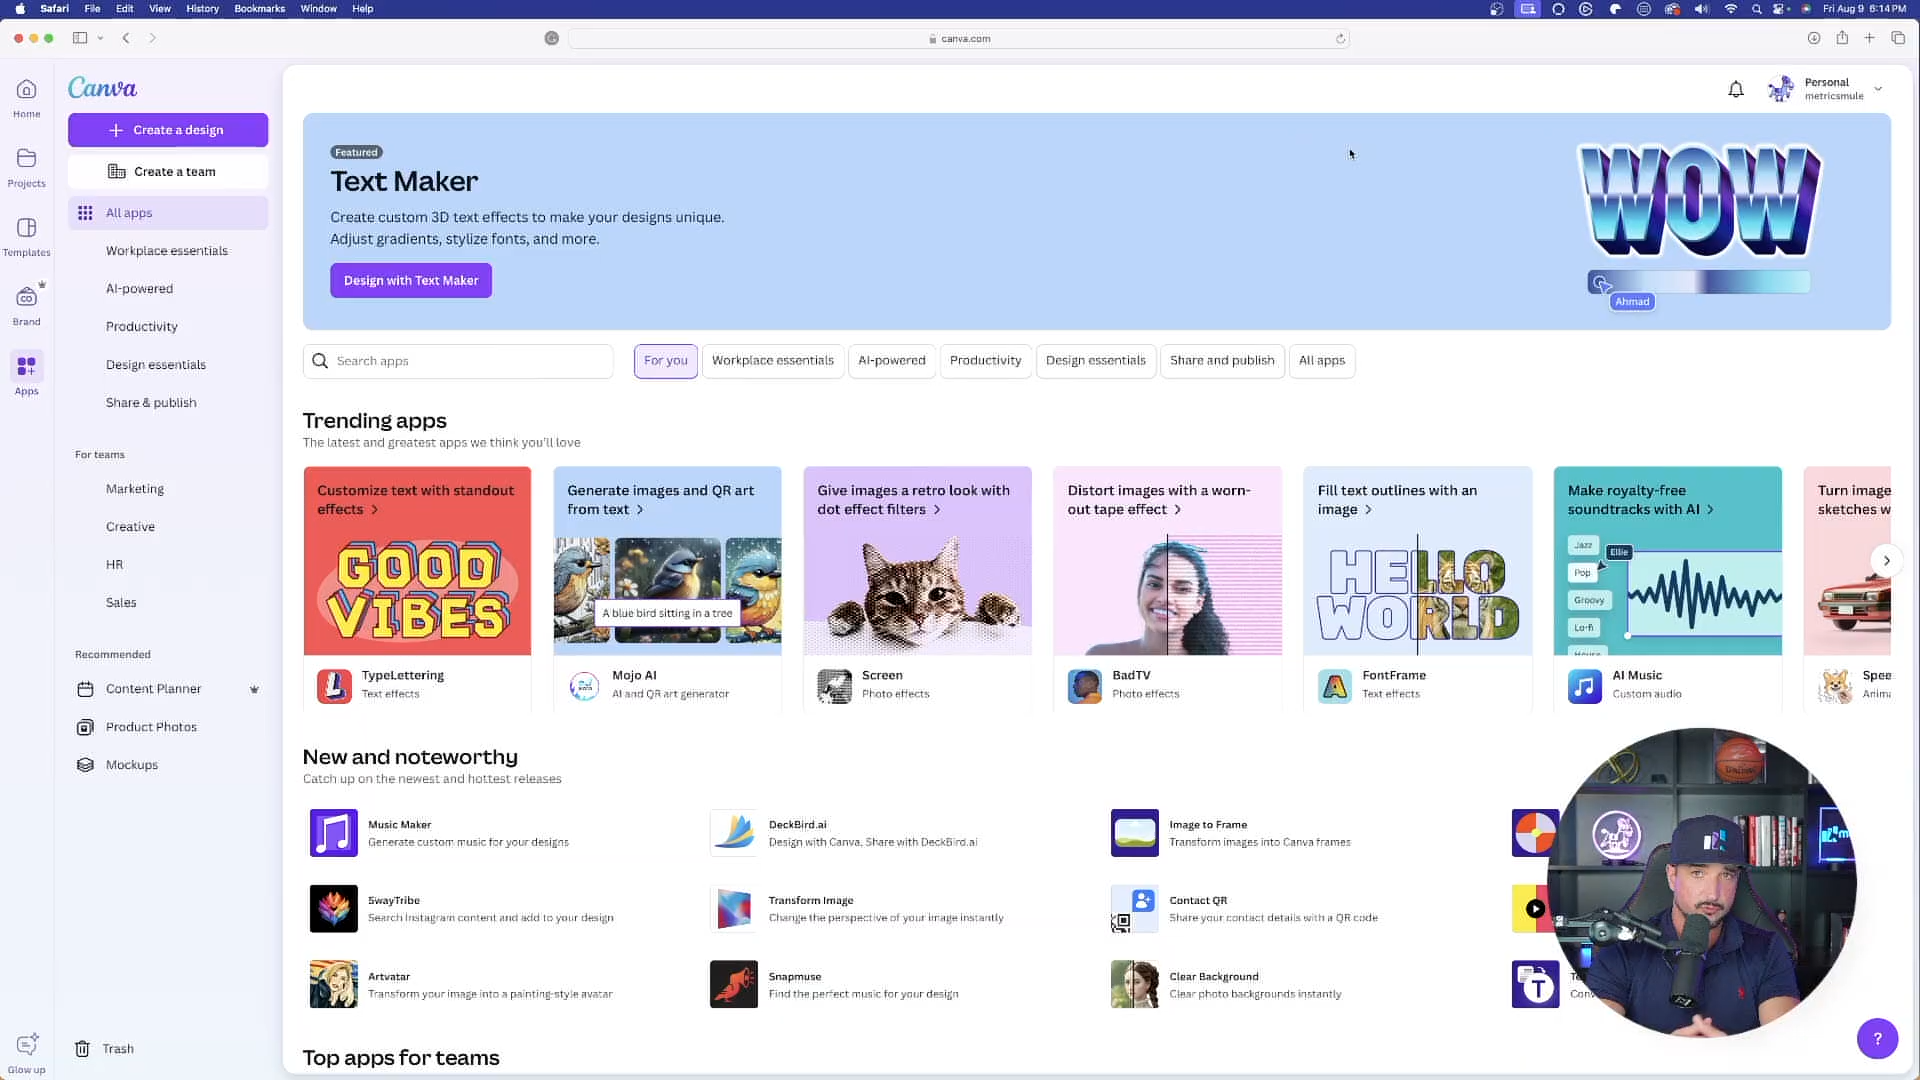 Safari File Edit View History Bookmarks Window Help
Fri Aug 9 6:14 PM
canva.com
Canva
Personal
metricsmule
Home
Projects
Templates
Brand
Apps
Create a design
Create a team
All apps
Workplace essentials
AI-powered
Productivity
Design essentials
Share & publish
For teams
Marketing
Creative
HR
Sales
Recommended
Content Planner
Product Photos
Mockups
Trash
Glow up
Featured
Text Maker
Create custom 3D text effects to make your designs unique.
Adjust gradients, stylize fonts, and more.
Design with Text Maker
WOW
Ahmad
Search apps
For you Workplace essentials AI-powered Productivity Design essentials Share and publish All apps
Trending apps
The latest and greatest apps we think you'll love
Customize text with standout
effects >
GOOD
VIBES
TypeLettering
Text effects
Generate images and QR art
from text >
A blue bird sitting in a tree
Mojo AI
AI and QR art generator
Give images a retro look with
dot effect filters >
Screen
Photo effects
Distort images with a worn-
out tape effect >
BadTV
Photo effects
Fill text outlines with an
image >
HELLO
WORLD
FontFrame
Text effects
Make royalty-free
soundtracks with AI >
Jazz
Ellie
Pop
Groovy
Lo-fi
House
AI Music
Custom audio
Turn image
sketches w
Spee
Anima
New and noteworthy
Catch up on the newest and hottest releases
Music Maker
Generate custom music for your designs
DeckBird.ai
Design with Canva, Share with DeckBird.ai
Image to Frame
Transform images into Canva frames
SwayTribe
Search Instagram content and add to your design
Transform Image
Change the perspective of your image instantly
Contact QR
Share your contact details with a QR code
Artvatar
Transform your image into a painting-style avatar
Snapmuse
Find the perfect music for your design
Clear Background
Clear photo backgrounds instantly
T
Conv
?
Top apps for teams